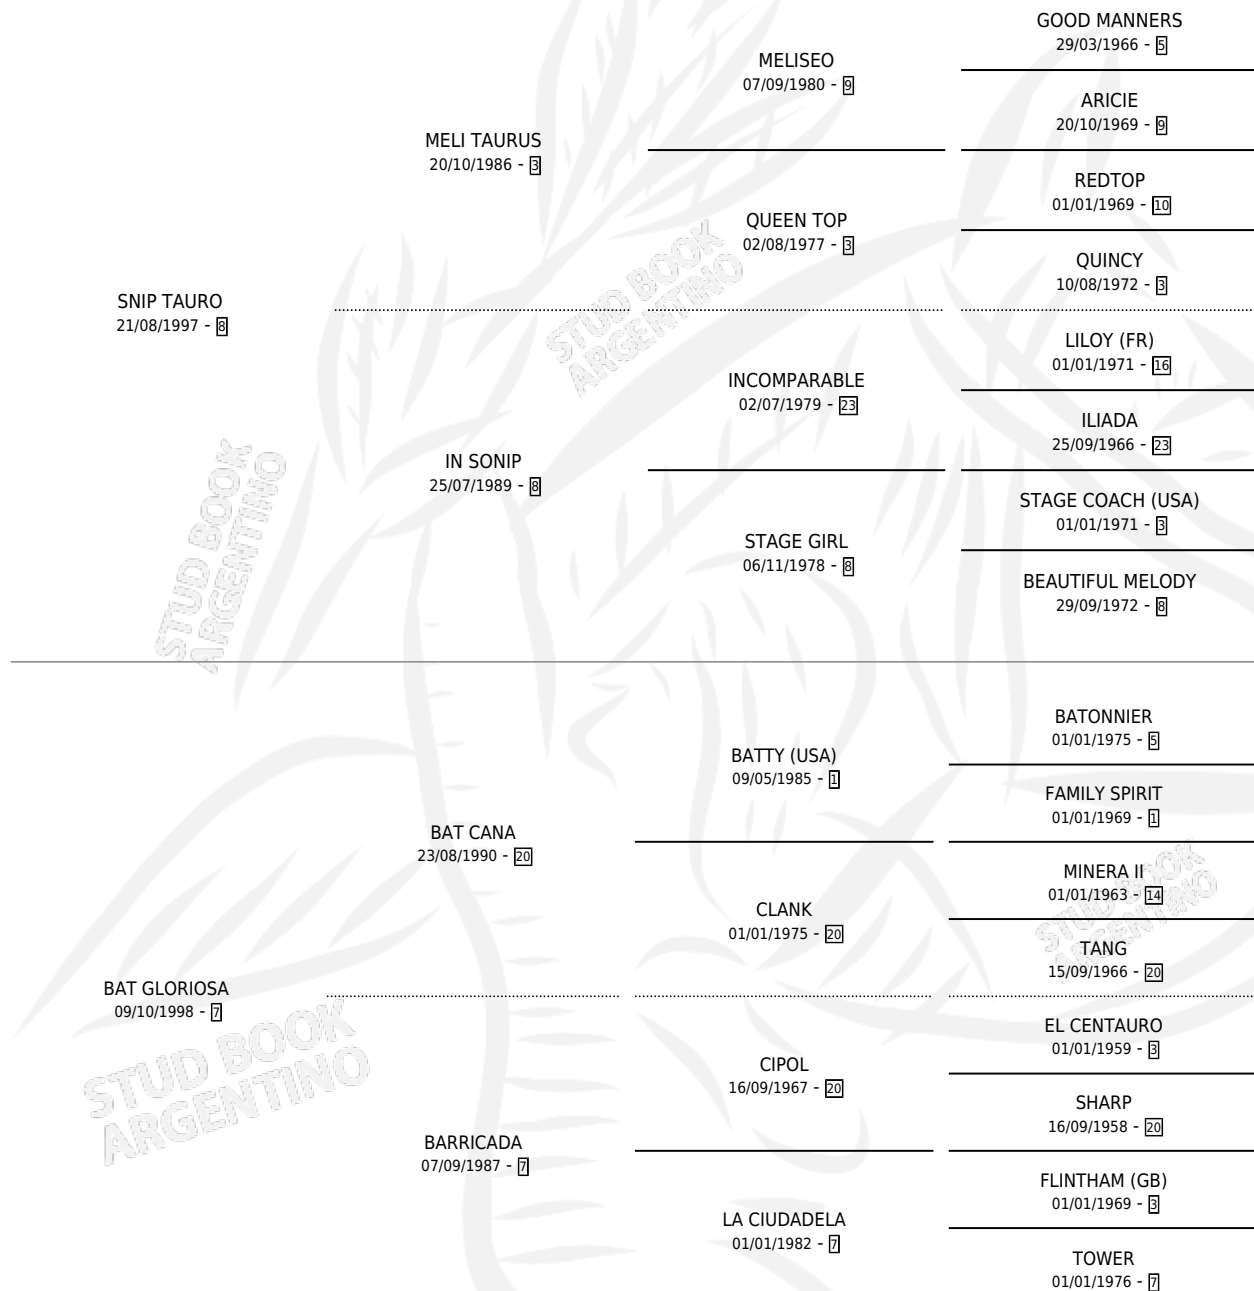 GOOD MANNERS
29/03/1966 - 5
MELISEO
07/09/1980 - 9
ARICIE
20/10/1969 - 9
MELI TAURUS
20/10/1986 - 3
REDTOP
01/01/1969 - 10
QUEEN TOP
02/08/1977 - 3
QUINCY
10/08/1972 - 3
SNIP TAURO
21/08/1997 - 8
LILOY (FR)
01/01/1971 - 16
INCOMPARABLE
02/07/1979 - 23
ILIADA
25/09/1966 - 23
IN SONIP
25/07/1989 - 8
STAGE COACH (USA)
01/01/1971 - 3
STAGE GIRL
06/11/1978 - 8
BEAUTIFUL MELODY
29/09/1972 - 8
BATONNIER
01/01/1975 - 5
BATTY (USA)
09/05/1985 - 1
FAMILY SPIRIT
01/01/1969 - 1
BAT CANA
23/08/1990 - 20
MINERA II
01/01/1963 - 14
CLANK
01/01/1975 - 20
TANG
15/09/1966 - 20
BAT GLORIOSA
09/10/1998 - 7
EL CENTAURO
01/01/1959 - 3
CIPOL
16/09/1967 - 20
SHARP
16/09/1958 - 20
BARRICADA
07/09/1987 - 7
FLINTHAM (GB)
01/01/1969 - 3
LA CIUDADELA
01/01/1982 - 7
TOWER
01/01/1976 - 7
STUD BOOK
ARGENTINO
STUD BOOK
ARGENTINO
STUD BOOK
ARGENTINO
STUD BOOK
ARGENTINO